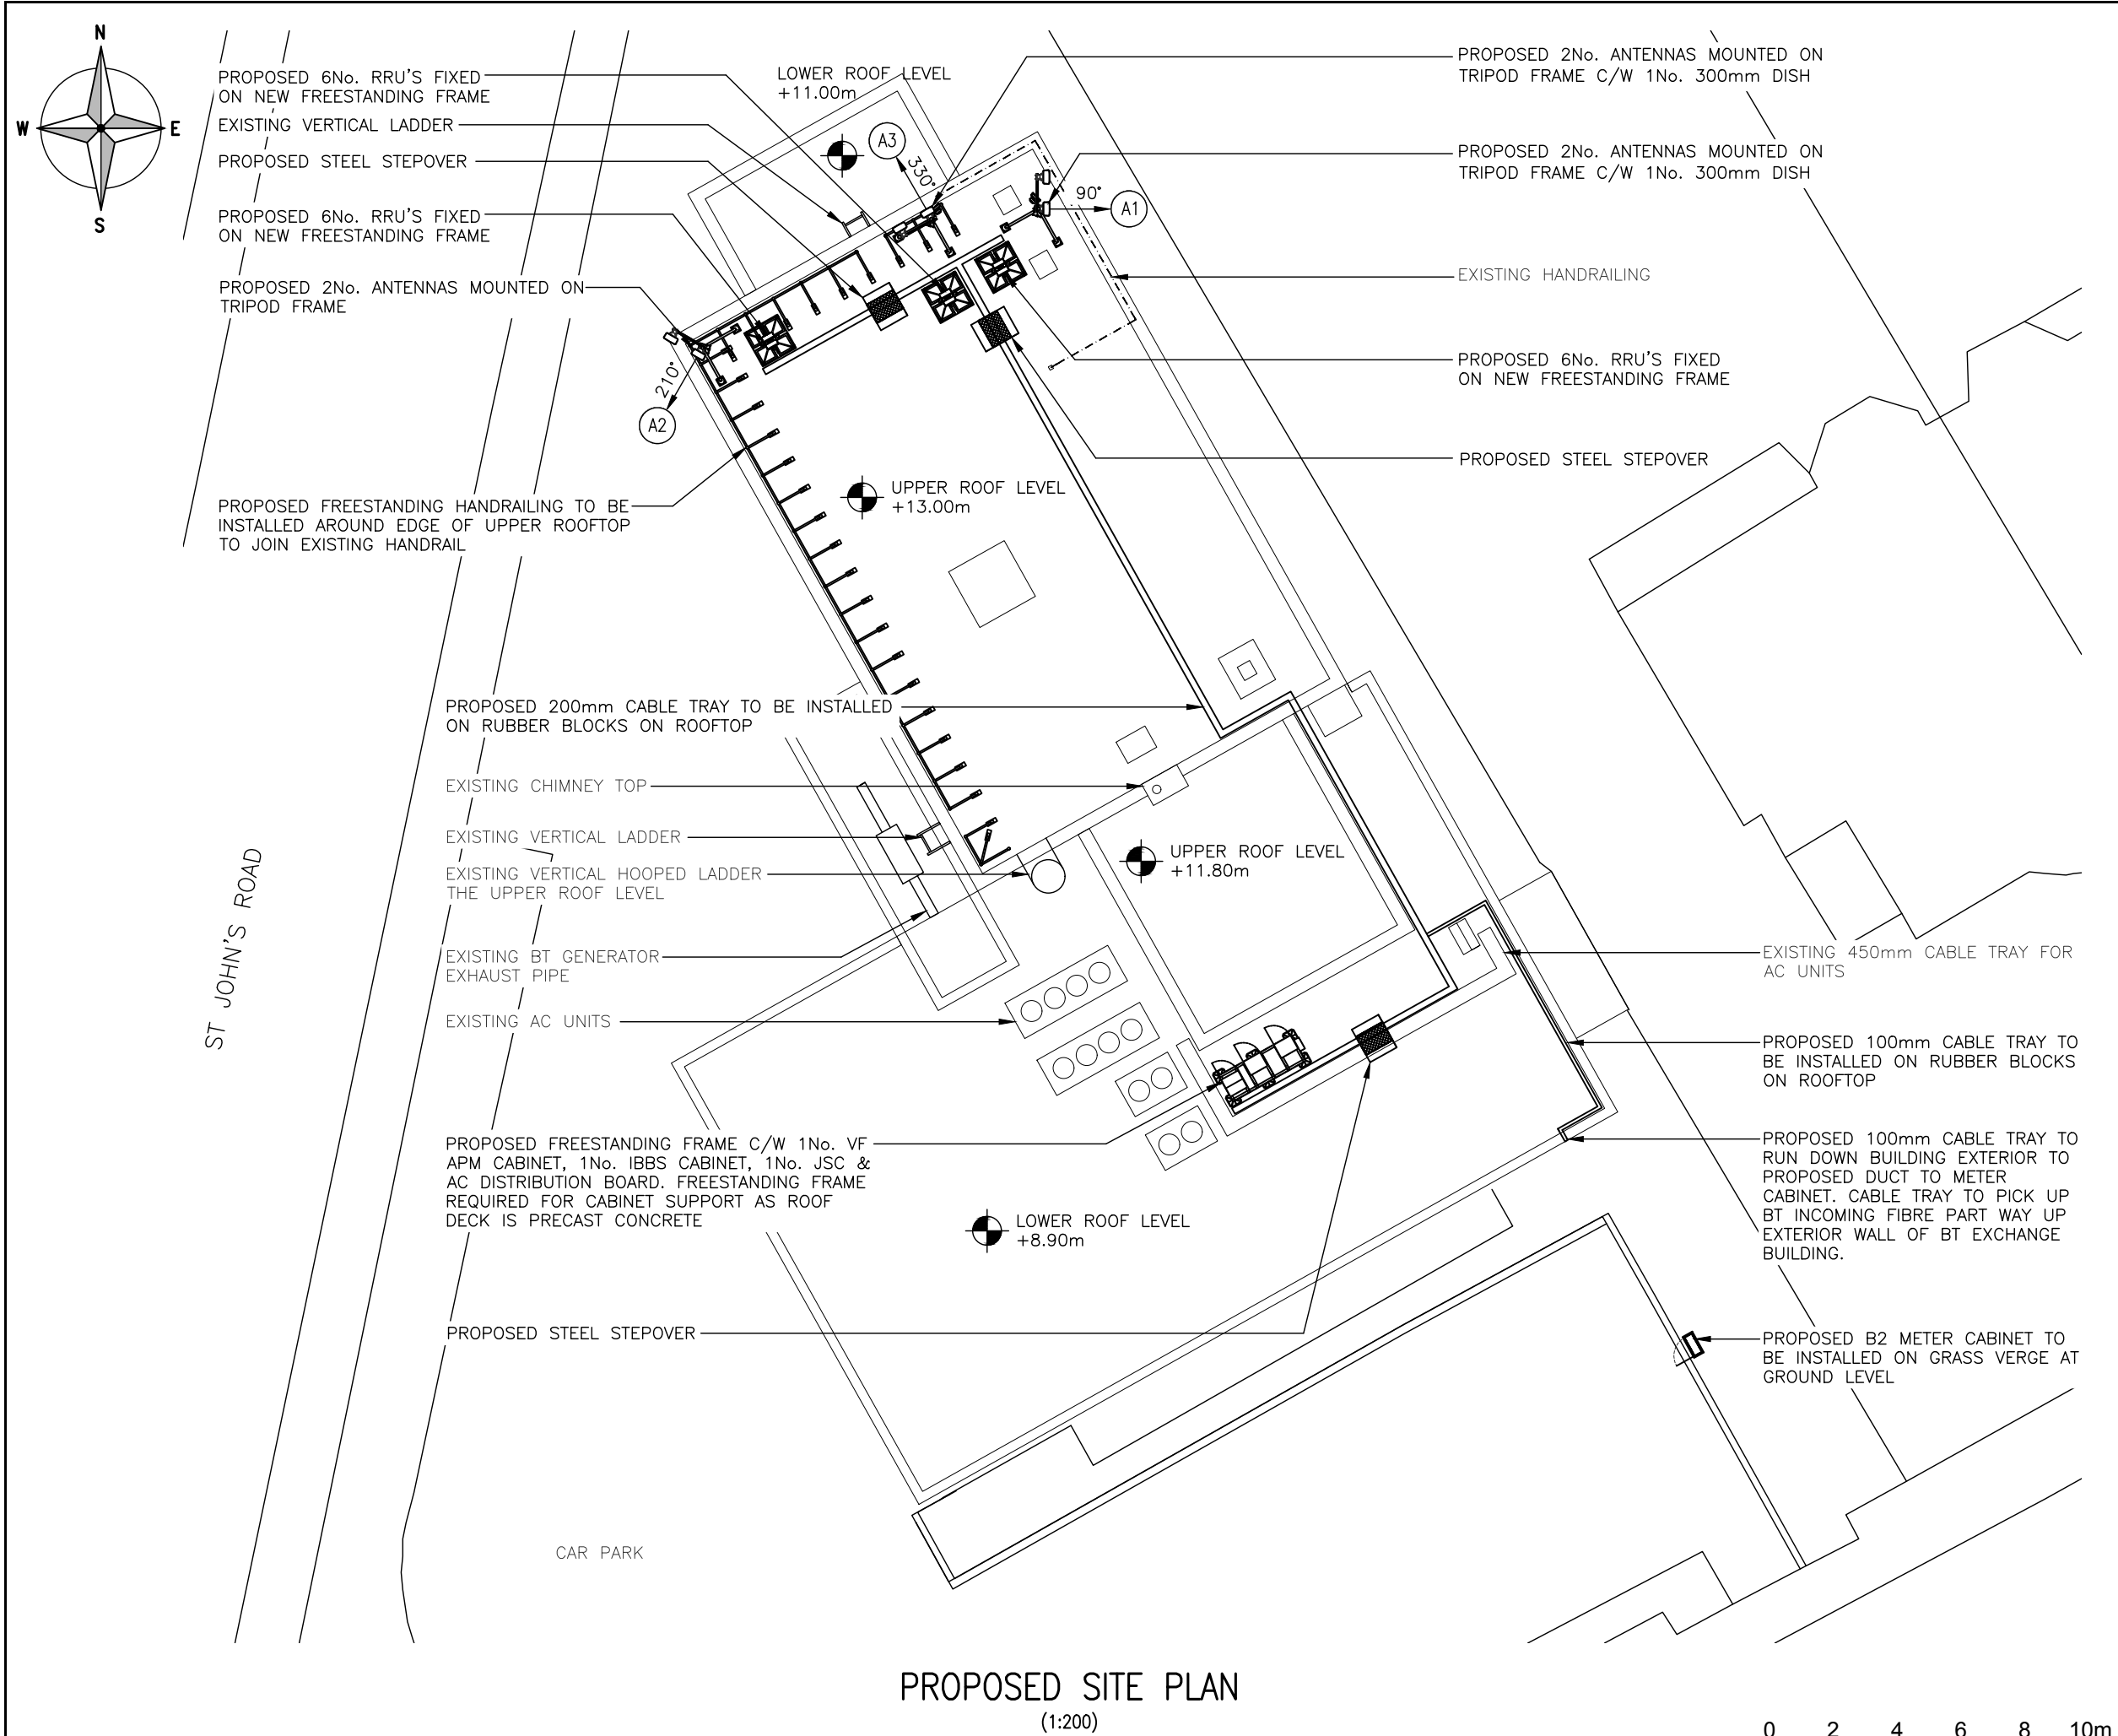 N
W
E
S
PROPOSED 6No. RRU'S FIXED
ON NEW FREESTANDING FRAME
EXISTING VERTICAL LADDER
PROPOSED STEEL STEPOVER
PROPOSED 6No. RRU'S FIXED
ON NEW FREESTANDING FRAME
PROPOSED 2No. ANTENNAS MOUNTED ON
TRIPOD FRAME
PROPOSED FREESTANDING HANDRAILING TO BE
INSTALLED AROUND EDGE OF UPPER ROOFTOP
TO JOIN EXISTING HANDRAIL
LOWER ROOF LEVEL
+11.00m
A3
330°
90°
A1
210°
A2
UPPER ROOF LEVEL
+13.00m
PROPOSED 2No. ANTENNAS MOUNTED ON
TRIPOD FRAME C/W 1No. 300mm DISH
PROPOSED 2No. ANTENNAS MOUNTED ON
TRIPOD FRAME C/W 1No. 300mm DISH
EXISTING HANDRAILING
PROPOSED 6No. RRU'S FIXED
ON NEW FREESTANDING FRAME
PROPOSED STEEL STEPOVER
PROPOSED 200mm CABLE TRAY TO BE INSTALLED
ON RUBBER BLOCKS ON ROOFTOP
EXISTING CHIMNEY TOP
EXISTING VERTICAL LADDER
EXISTING VERTICAL HOOPED LADDER
THE UPPER ROOF LEVEL
EXISTING BT GENERATOR
EXHAUST PIPE
EXISTING AC UNITS
ST JOHN'S ROAD
UPPER ROOF LEVEL
+11.80m
PROPOSED FREESTANDING FRAME C/W 1No. VF
APM CABINET, 1No. IBBS CABINET, 1No. JSC &
AC DISTRIBUTION BOARD. FREESTANDING FRAME
REQUIRED FOR CABINET SUPPORT AS ROOF
DECK IS PRECAST CONCRETE
LOWER ROOF LEVEL
+8.90m
PROPOSED STEEL STEPOVER
EXISTING 450mm CABLE TRAY FOR
AC UNITS
PROPOSED 100mm CABLE TRAY TO
BE INSTALLED ON RUBBER BLOCKS
ON ROOFTOP
PROPOSED 100mm CABLE TRAY TO
RUN DOWN BUILDING EXTERIOR TO
PROPOSED DUCT TO METER
CABINET. CABLE TRAY TO PICK UP
BT INCOMING FIBRE PART WAY UP
EXTERIOR WALL OF BT EXCHANGE
BUILDING.
PROPOSED B2 METER CABINET TO
BE INSTALLED ON GRASS VERGE AT
GROUND LEVEL
CAR PARK
PROPOSED SITE PLAN
(1:200)
0 2 4 6 8 10m